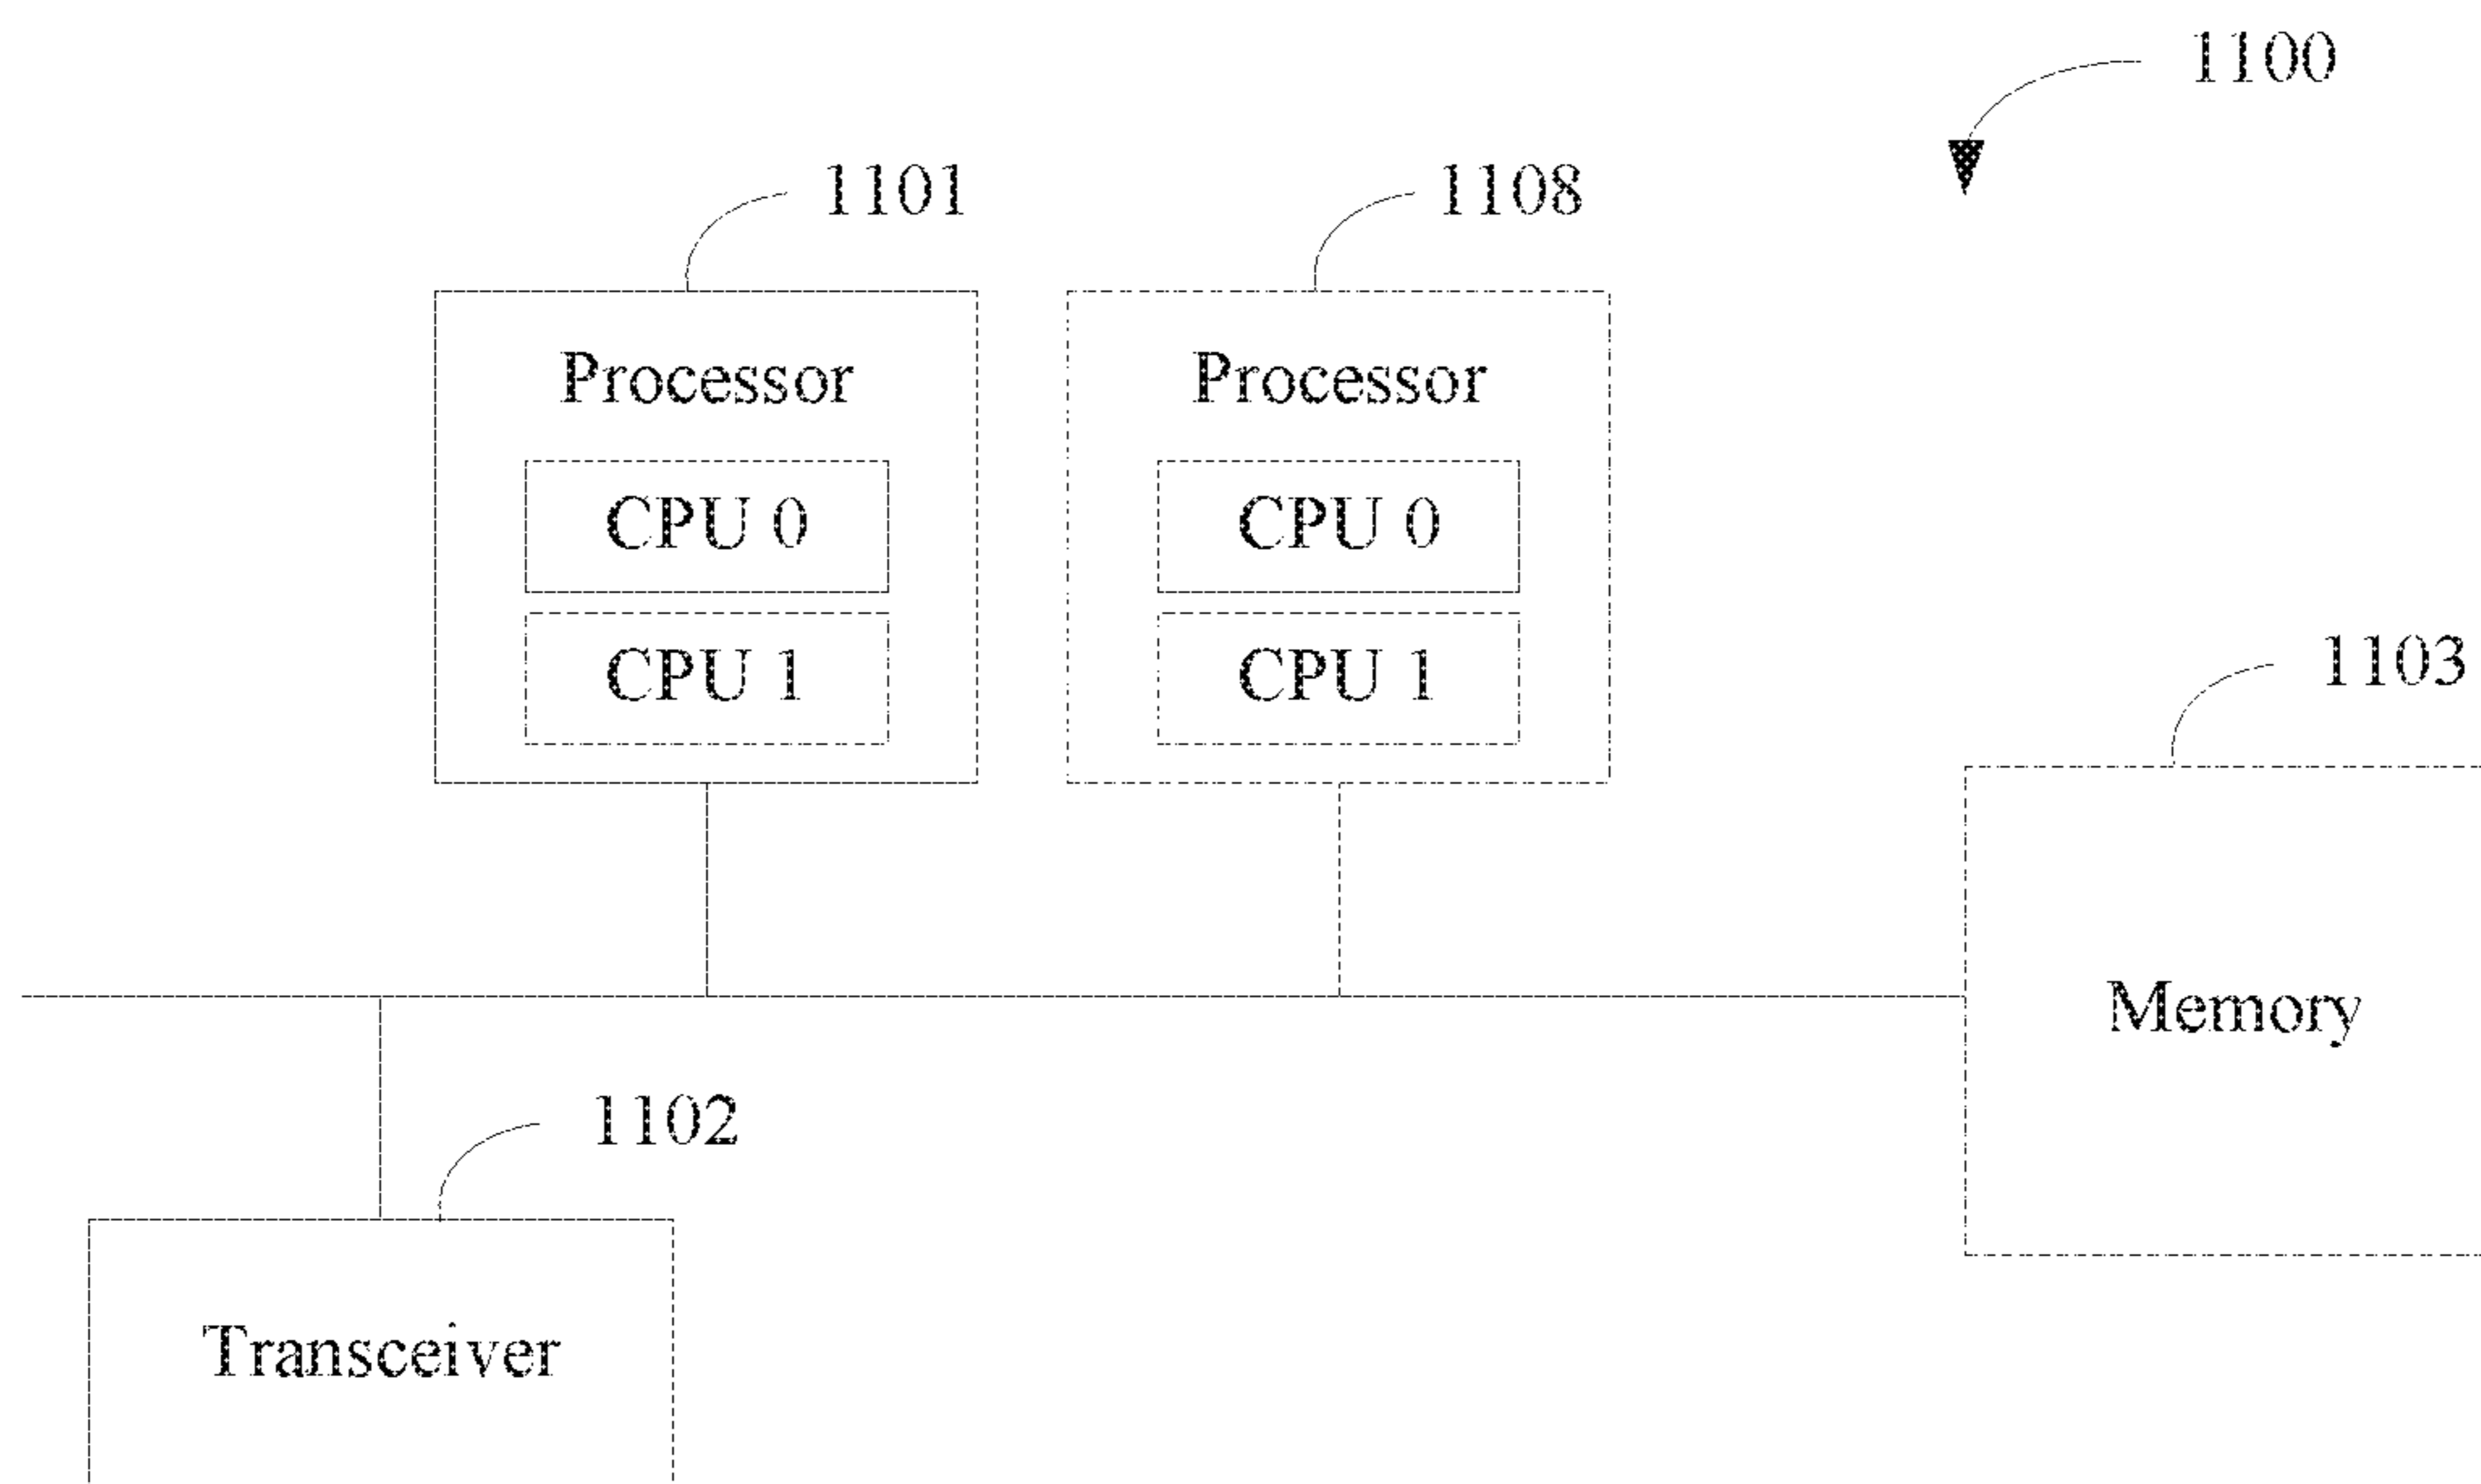 1100
1101
1108
Processor
CPU 0
CPU 1
Processor
CPU 0
CPU 1
1103
Memory
1102
Transceiver